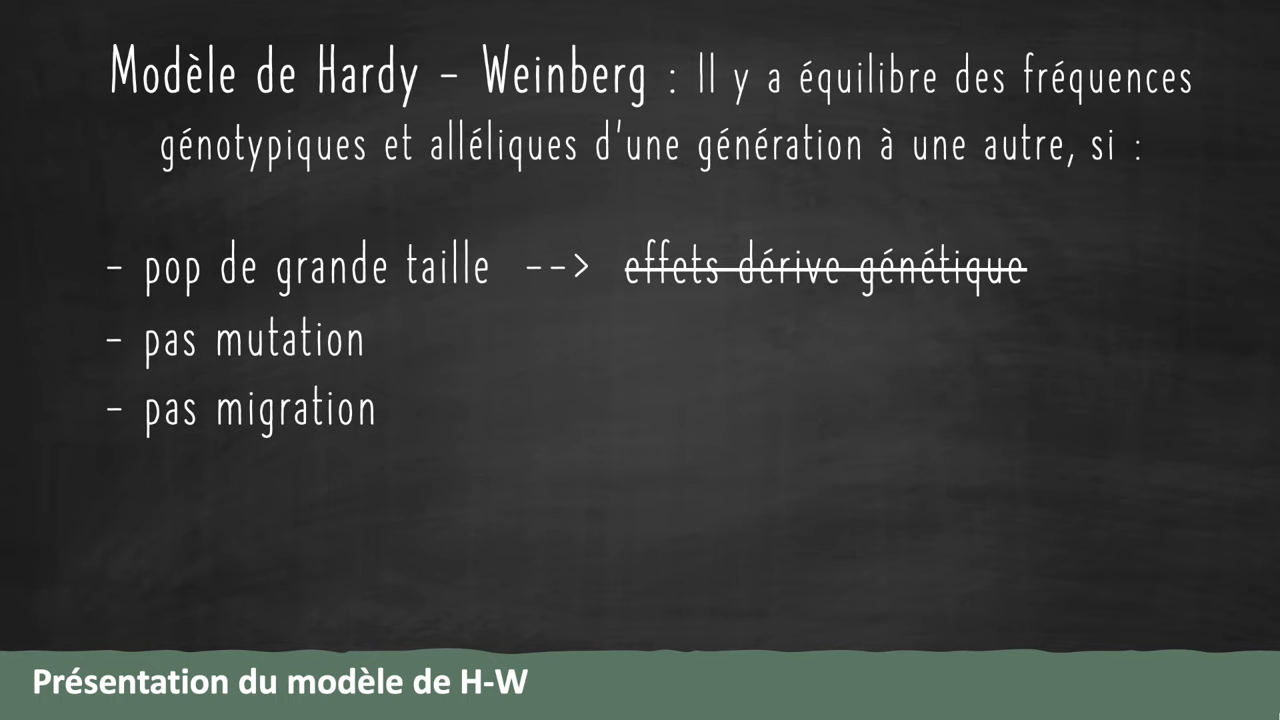 Modèle de Hardy - Weinberg : Il y a équilibre des fréquences
génotypiques et alléliques d'une génération à une autre, si :
- pop de grande taille --> effets dérive génétique
- pas mutation
- pas migration
Présentation du modèle de H-W